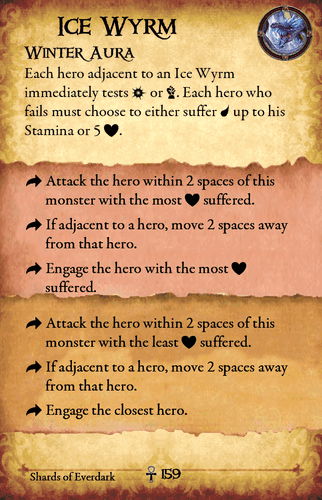 Ice Wyrm
Winter Aura
Each hero adjacent to an Ice Wyrm
immediately tests or . Each hero who
fails must choose to either suffer up to his
Stamina or 5 .
Attack the hero within 2 spaces of this
monster with the most suffered.
If adjacent to a hero, move 2 spaces away
from that hero.
Engage the hero with the most
suffered.
Attack the hero within 2 spaces of this
monster with the least suffered.
If adjacent to a hero, move 2 spaces away
from that hero.
Engage the closest hero.
Shards of Everdark 159